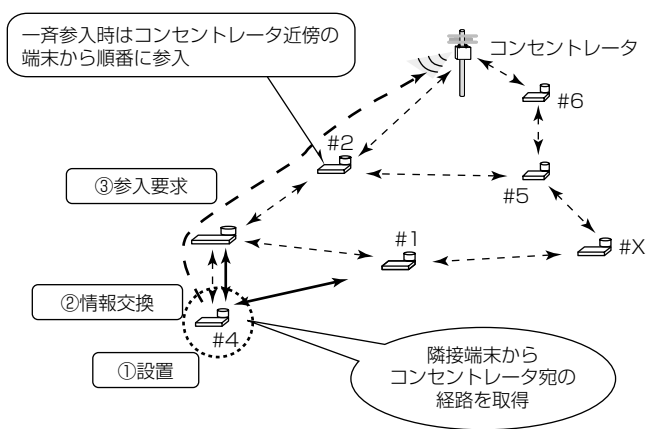 一斉参入時はコンセントレータ近傍の
端末から順番に参入
コンセントレータ
#6
#2
③参入要求
#5
#1
#X
②情報交換
#4
①設置
隣接端末から
コンセントレータ宛の
経路を取得